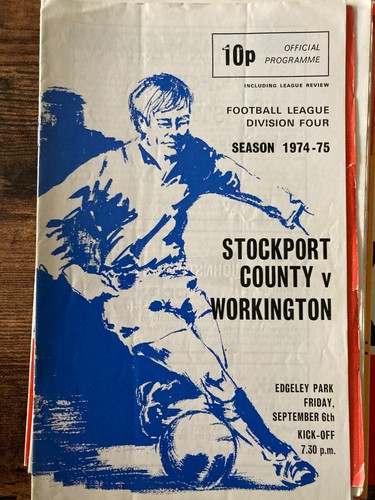 10p OFFICIAL
PROGRAMME
INCLUDING LEAGUE REVIEW
FOOTBALL LEAGUE
DIVISION FOUR
SEASON 1974-75
STOCKPORT
COUNTY v
WORKINGTON
EDGELEY PARK
FRIDAY,
SEPTEMBER 6th
KICK-OFF
7.30 p.m.